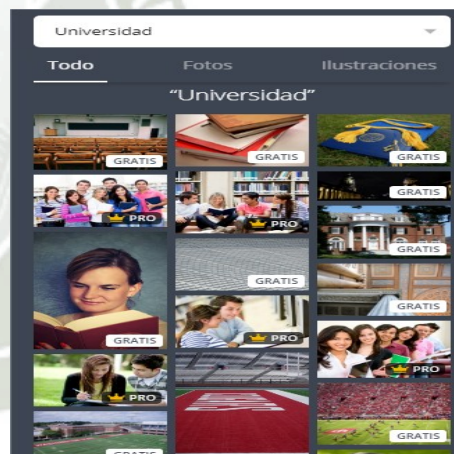 Universidad
Todo Fotos Ilustraciones
“Universidad”
GRATIS GRATIS GRATIS
GRATIS
PRO PRO
GRATIS
GRATIS
GRATIS
GRATIS PRO
PRO
PRO
GRATIS
GRATIS